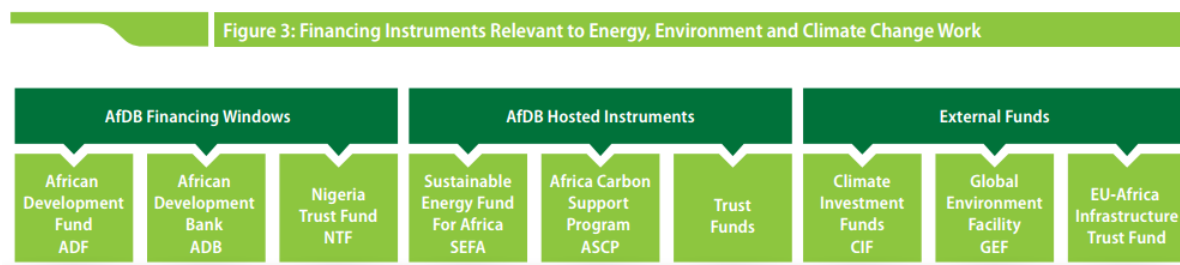 Figure 3: Financing Instruments Relevant to Energy, Environment and Climate Change Work
AfDB Financing Windows
African
Development
Fund
ADF
African
Development
Bank
ADB
Nigeria
Trust Fund
NTF
AfDB Hosted Instruments
Sustainable
Energy Fund
For Africa
SEFA
Africa Carbon
Support
Program
ASCP
Trust
Funds
External Funds
Climate
Investment
Funds
CIF
Global
Environment
Facility
GEF
EU-Africa
Infrastructure
Trust Fund